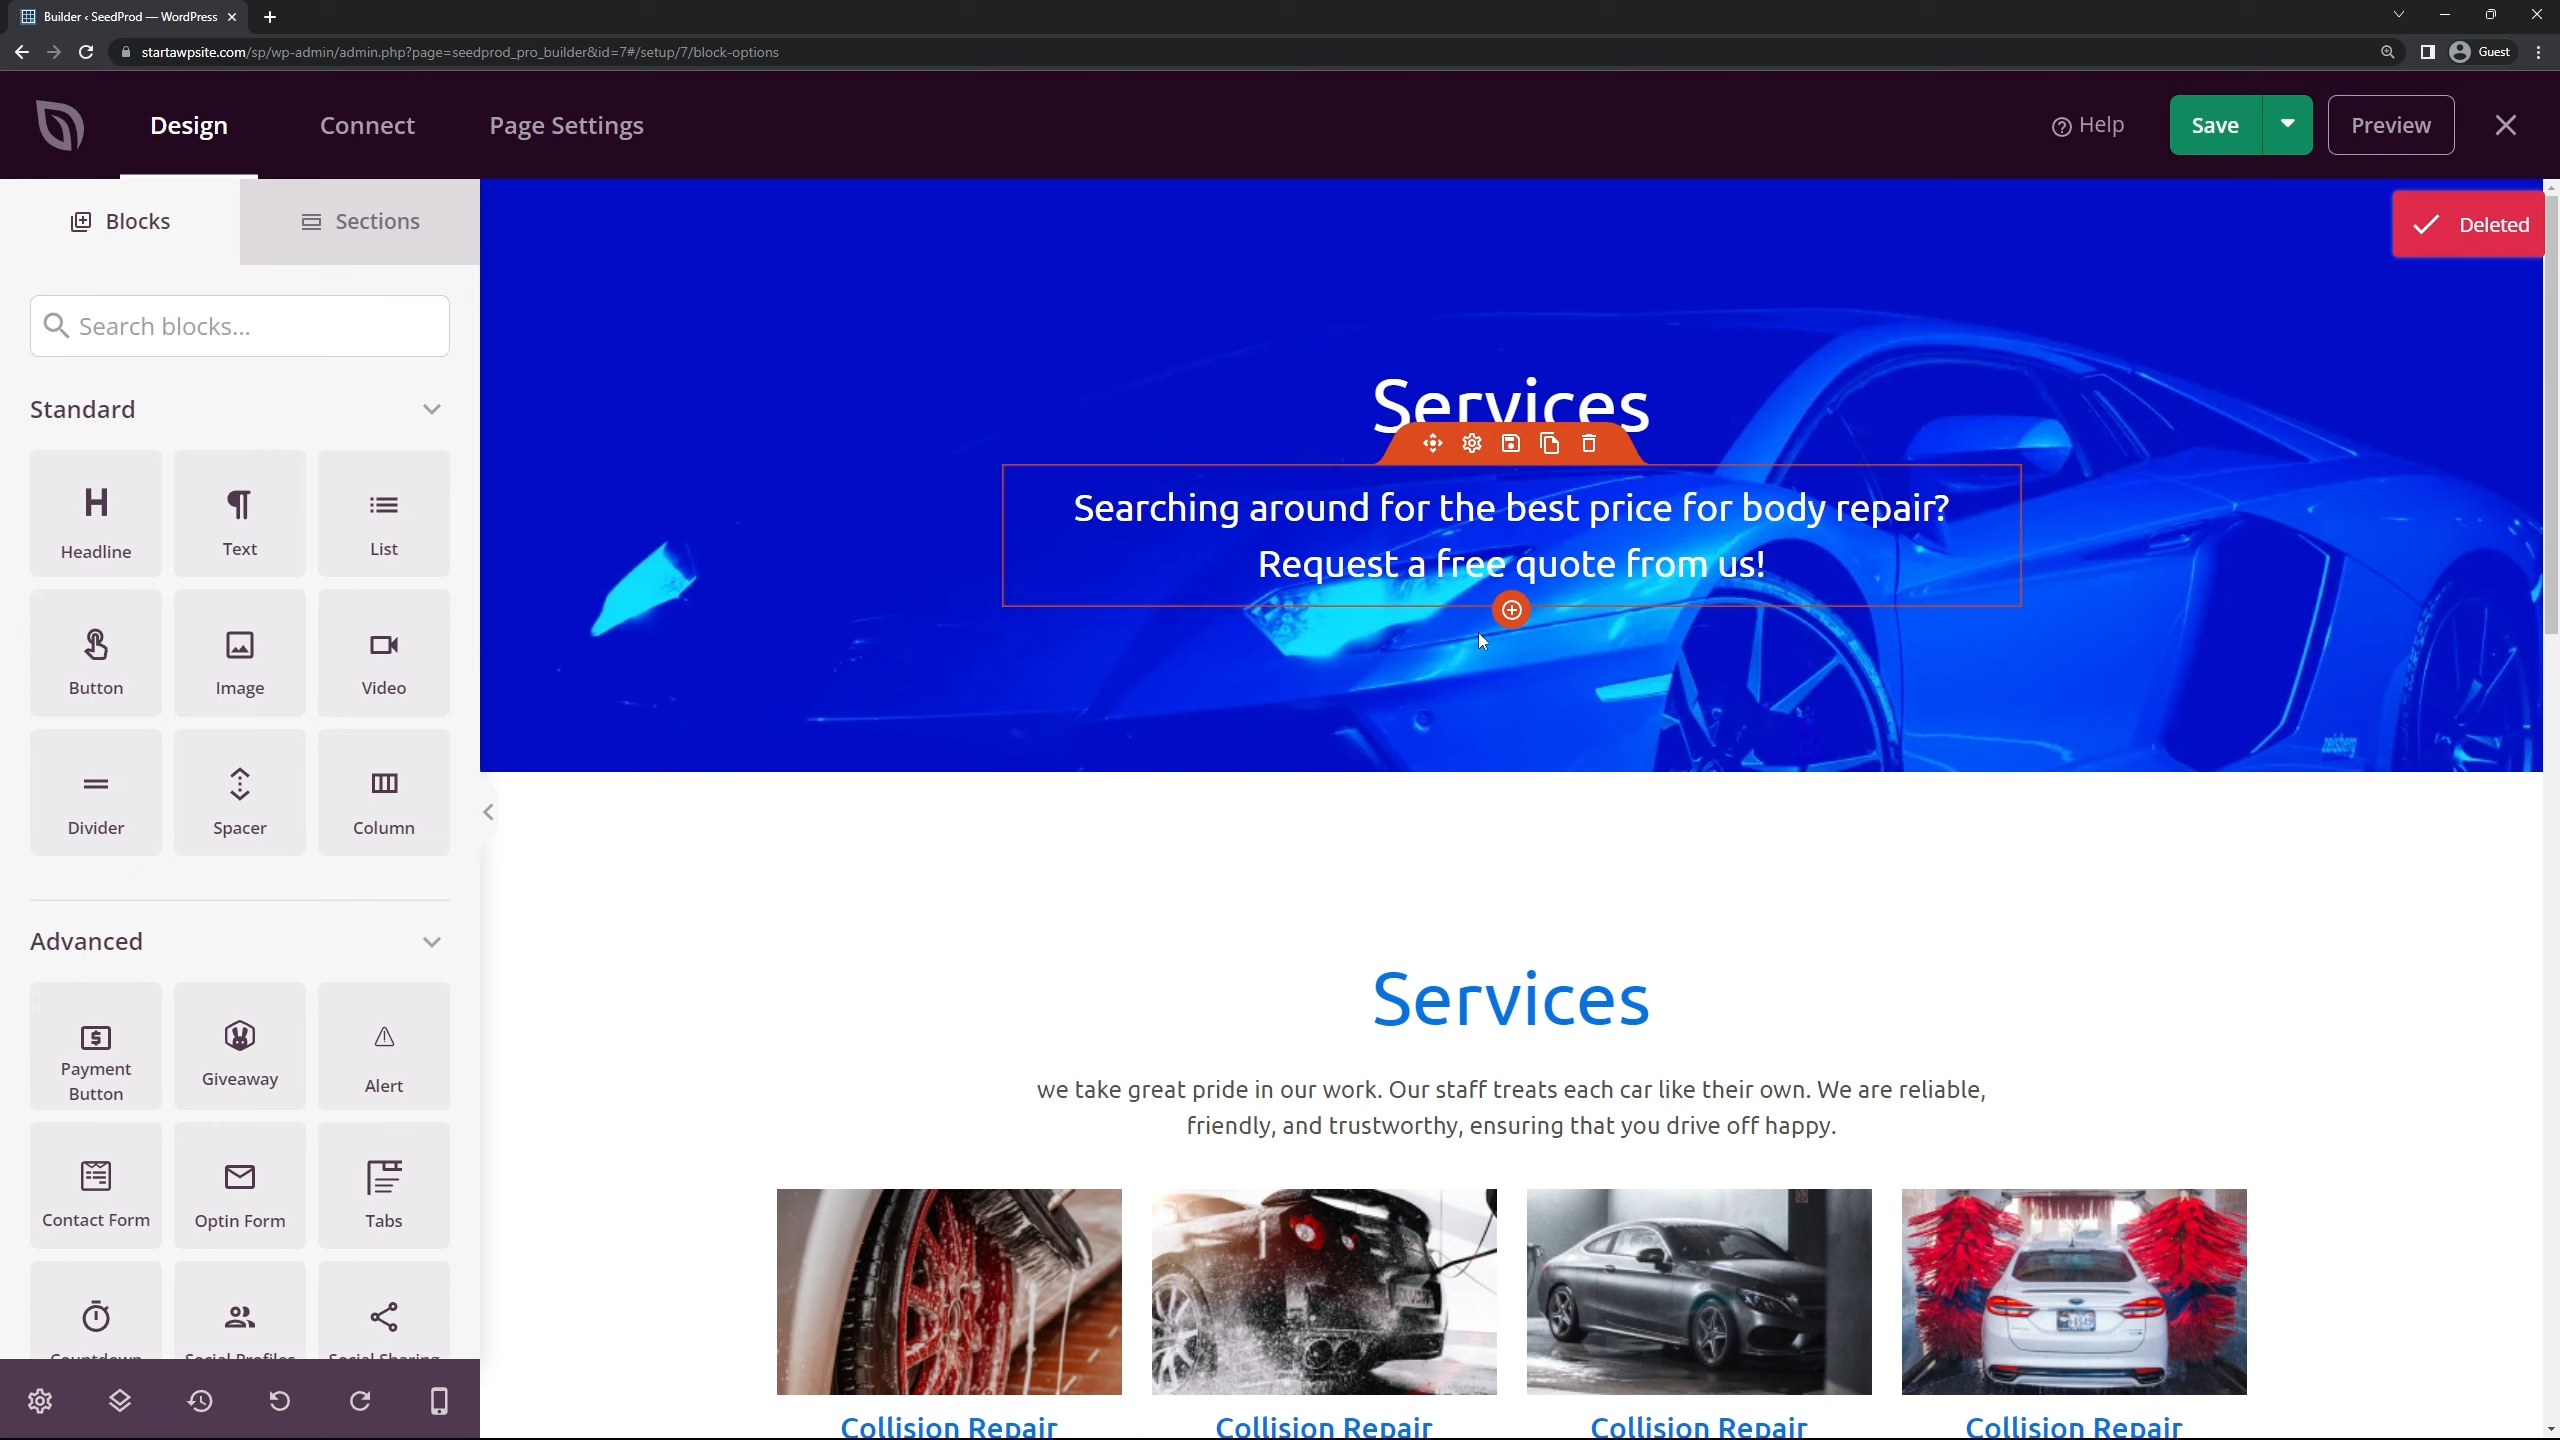 Builder ‹ SeedProd — WordPress
startawpsite.com/sp/wp-admin/admin.php?page=seedprod_pro_builder&id=7#/setup/7/block-options
Guest
Design
Connect
Page Settings
Help
Save
Preview
Blocks
Sections
Deleted
Search blocks...
Standard
Headline
Text
List
Button
Image
Video
Divider
Spacer
Column
Advanced
Payment
Button
Giveaway
Alert
Contact Form
Optin Form
Tabs
Countdown
Social Profiles
Social Sharing
Services
Searching around for the best price for body repair?
Request a free quote from us!
Services
we take great pride in our work. Our staff treats each car like their own. We are reliable,
friendly, and trustworthy, ensuring that you drive off happy.
Collision Repair
Collision Repair
Collision Repair
Collision Repair